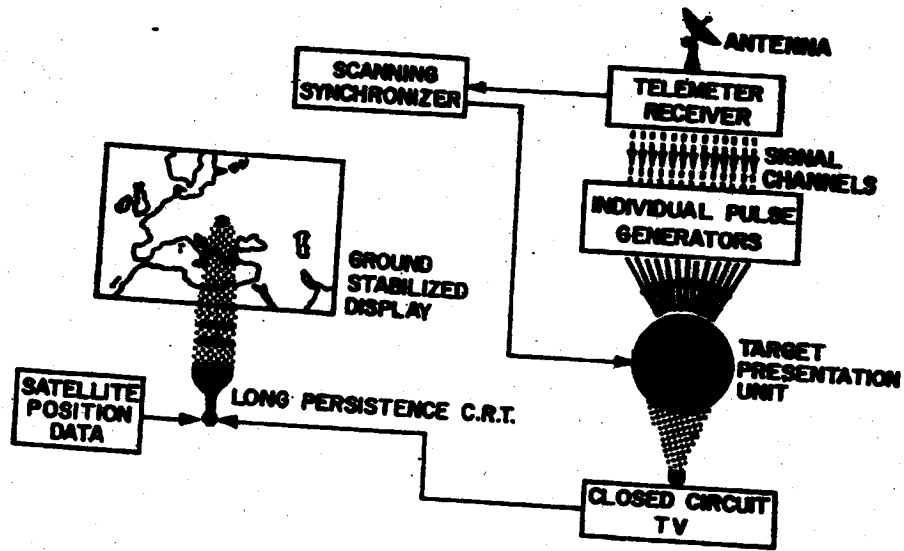 ANTENNA
SCANNING
SYNCHRONIZER
TELEMETER
RECEIVER
SIGNAL
CHANNELS
INDIVIDUAL PULSE
GENERATORS
GROUND
STABILIZED
DISPLAY
TARGET
PRESENTATION
UNIT
SATELLITE
POSITION
DATA
LONG PERSISTENCE C.R.T.
CLOSED CIRCUIT
TV